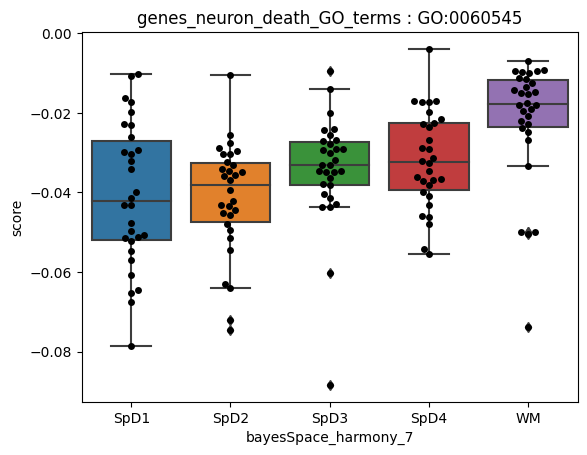 genes_neuron_death_GO_terms : GO:0060545
0.00
−0.02
−0.04
−0.06
−0.08
score
SpD1 SpD2 SpD3 SpD4 WM
bayesSpace_harmony_7